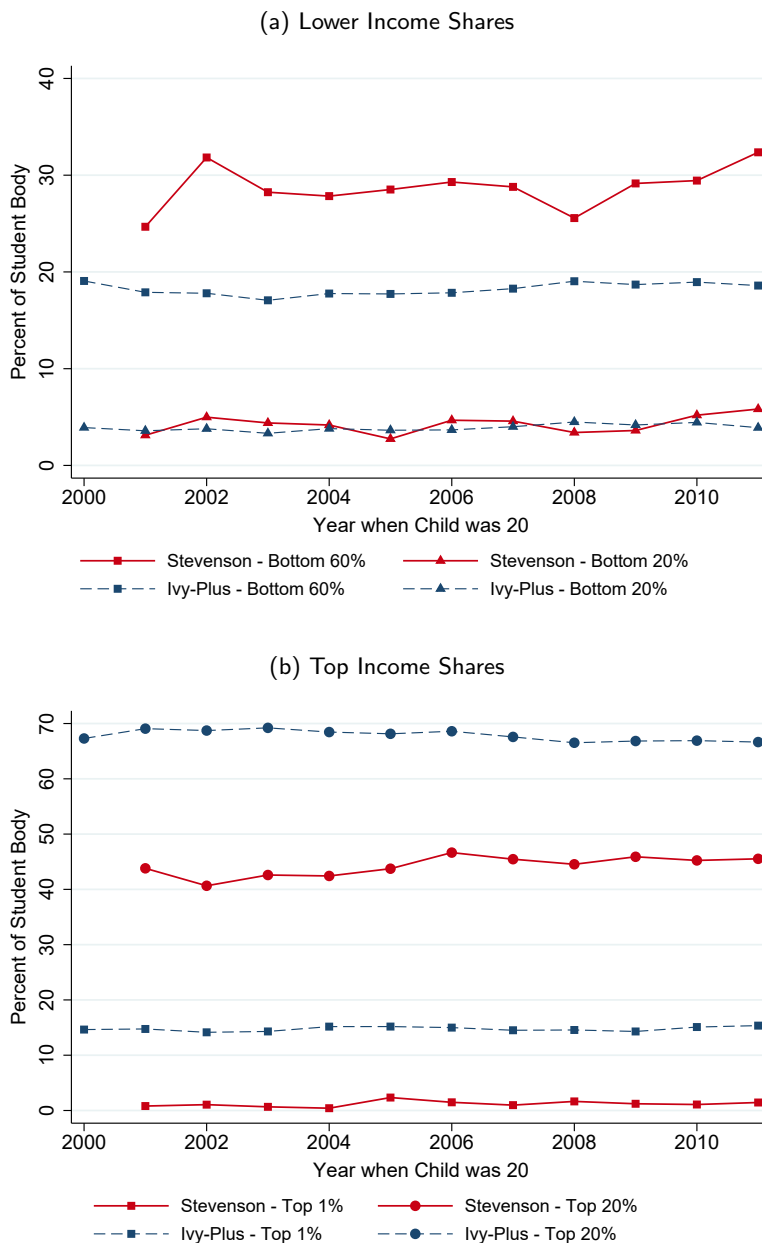 (a) Lower Income Shares
Percent of Student Body
40
30
20
10
0
2000 2002 2004 2006 2008 2010
Year when Child was 20
Stevenson - Bottom 60% Stevenson - Bottom 20%
Ivy-Plus - Bottom 60% Ivy-Plus - Bottom 20%
(b) Top Income Shares
Percent of Student Body
70
60
50
40
30
20
10
0
2000 2002 2004 2006 2008 2010
Year when Child was 20
Stevenson - Top 1% Stevenson - Top 20%
Ivy-Plus - Top 1% Ivy-Plus - Top 20%